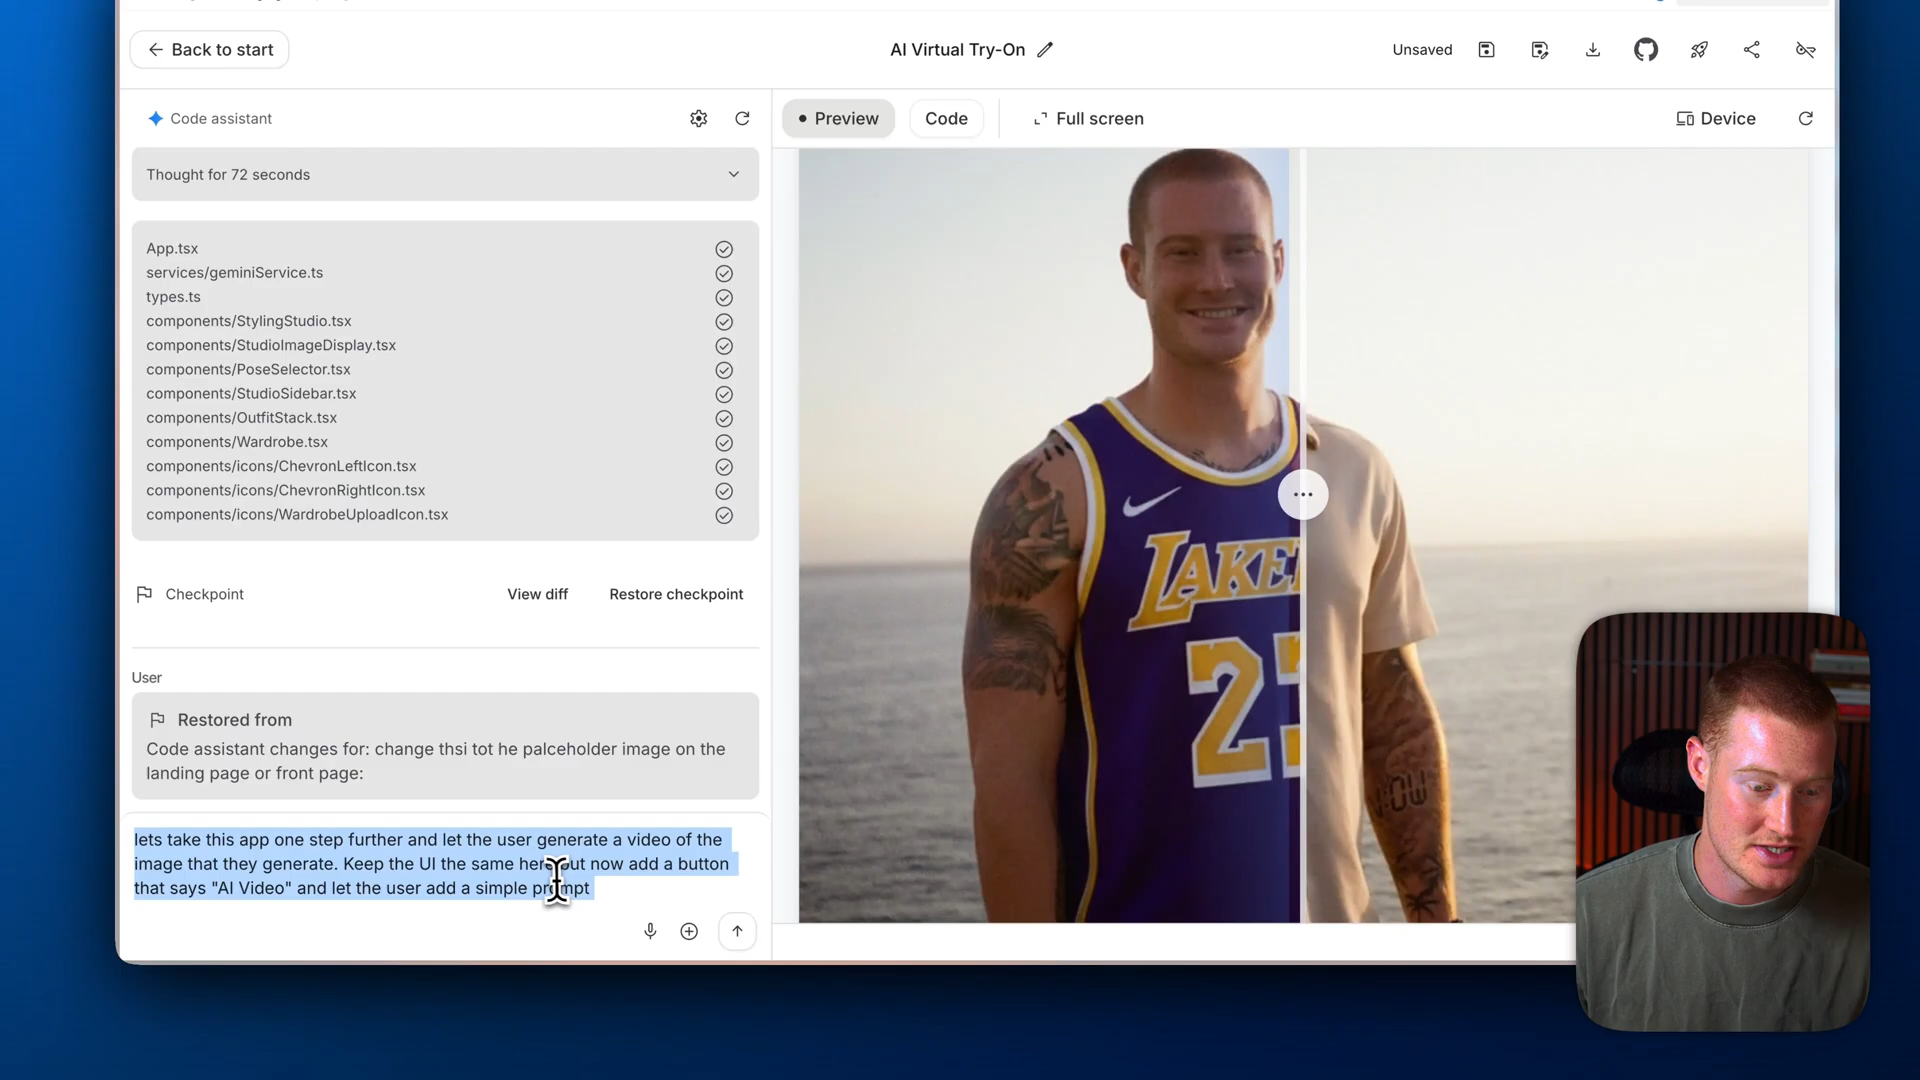 Back to start
AI Virtual Try-On
Unsaved
Code assistant
Preview
Code
Full screen
Device
Thought for 72 seconds
App.tsx
services/geminiService.ts
types.ts
components/StylingStudio.tsx
components/StudioImageDisplay.tsx
components/PoseSelector.tsx
components/StudioSidebar.tsx
components/OutfitStack.tsx
components/Wardrobe.tsx
components/icons/ChevronLeftIcon.tsx
components/icons/ChevronRightIcon.tsx
components/icons/WardrobeUploadIcon.tsx
Checkpoint
View diff
Restore checkpoint
User
Restored from
Code assistant changes for: change thsi tot he palceholder image on the
landing page or front page:
lets take this app one step further and let the user generate a video of the
image that they generate. Keep the UI the same here but now add a button
that says "AI Video" and let the user add a simple prompt
LAKE
2
NOW